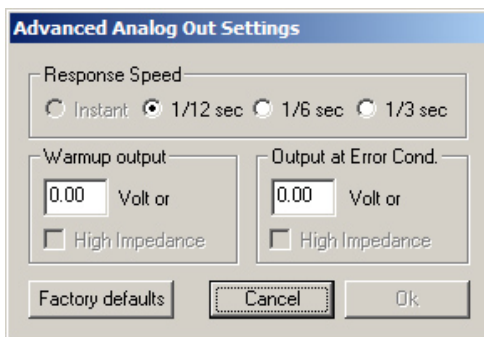 Advanced Analog Out Settings
Response Speed
Instant 1/12 sec 1/6 sec 1/3 sec
Warmup output
0.00 Volt or
High Impedance
Output at Error Cond.
0.00 Volt or
High Impedance
Factory defaults Cancel Ok